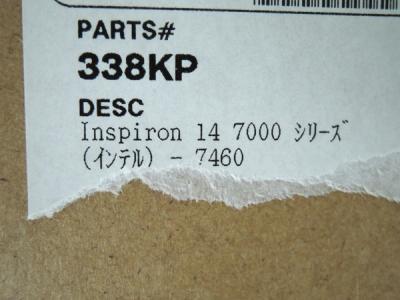 PARTS#
338KP
DESC
Inspiron 14 7000 ｼﾘｰｽﾞ
(ｲﾝﾃﾙ) - 7460